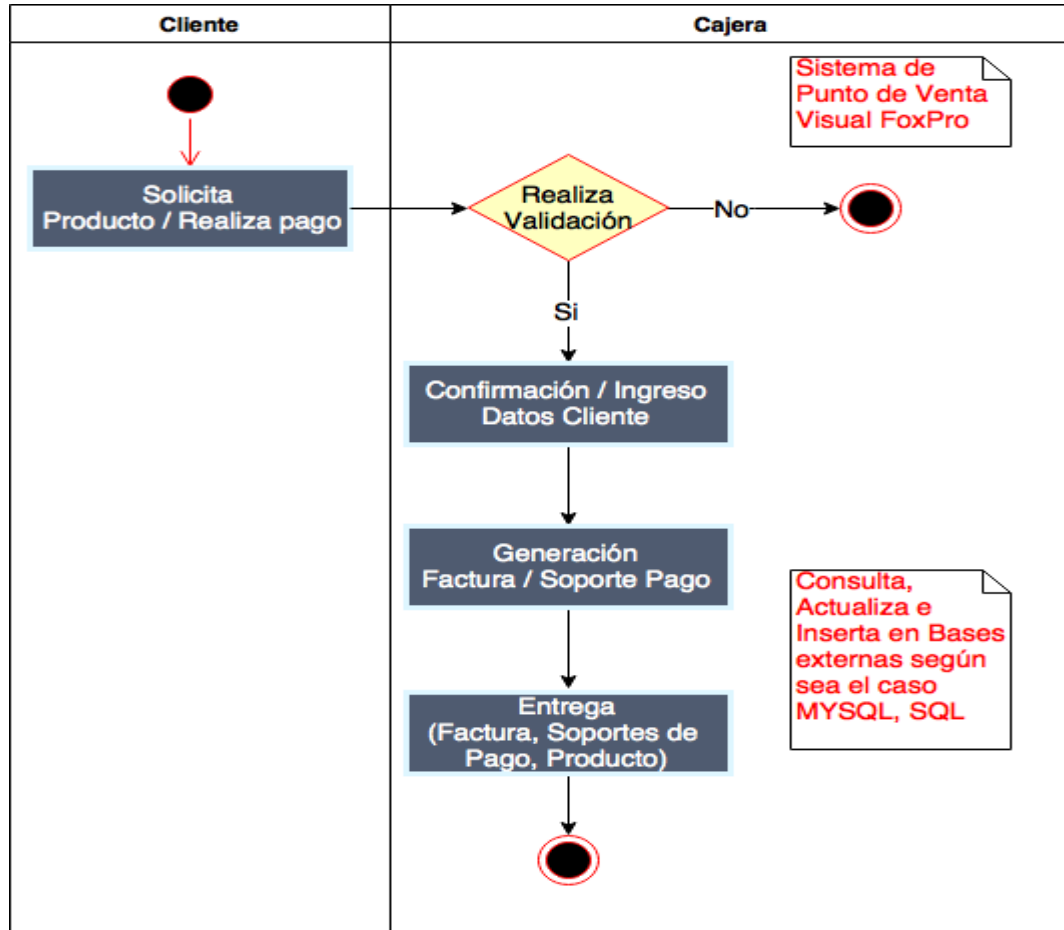 Cliente
Cajera
Sistema de
Punto de Venta
Visual FoxPro
Solicita
Producto / Realiza pago
Realiza
Validación
No
Si
Confirmación / Ingreso
Datos Cliente
Generación
Factura / Soporte Pago
Consulta,
Actualiza e
Inserta en Bases
externas según
sea el caso
MYSQL, SQL
Entrega
(Factura, Soportes de
Pago, Producto)